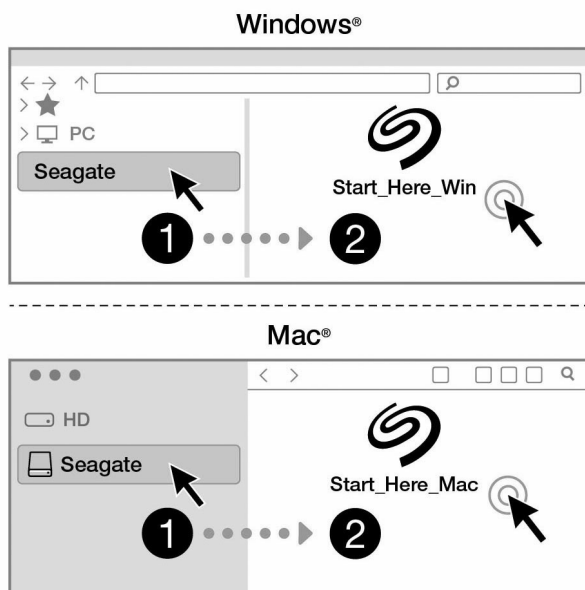 Windows®
PC
Seagate
Start_Here_Win
1 2
Mac®
HD
Seagate
Start_Here_Mac
1 2